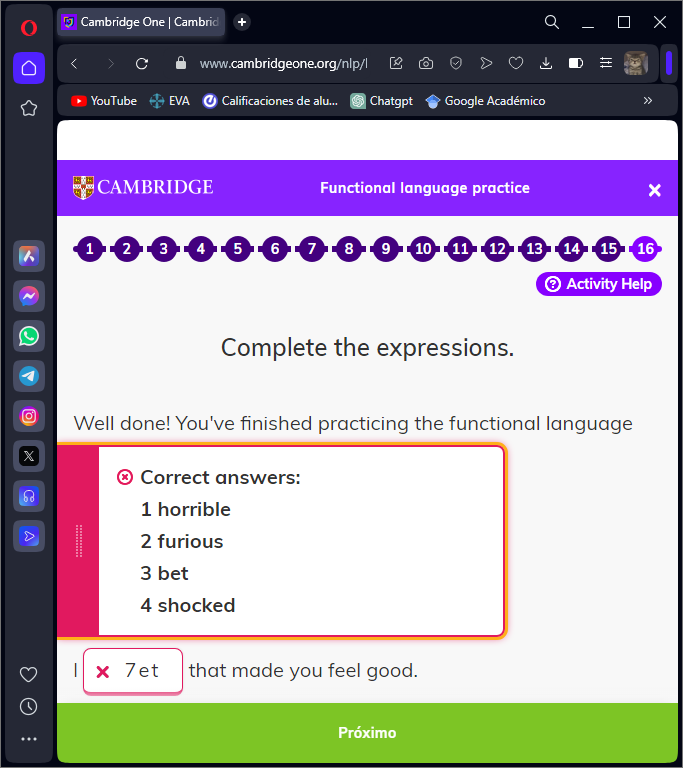 Cambridge One | Cambrid
www.cambridgeone.org/nlp/l
YouTube EVA Calificaciones de alu... Chatgpt Google Académico »
CAMBRIDGE Functional language practice
1 2 3 4 5 6 7 8 9 10 11 12 13 14 15 16
Activity Help
Complete the expressions.
Well done! You've finished practicing the functional language
Correct answers:
1 horrible
2 furious
3 bet
4 shocked
I 7et that made you feel good.
Próximo